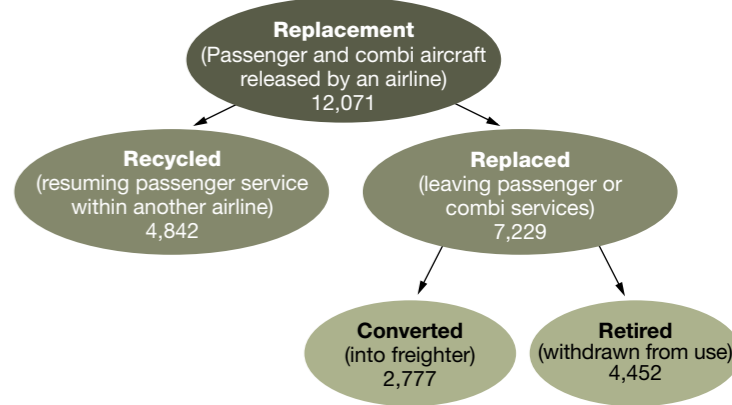 Replacement
(Passenger and combi aircraft
released by an airline)
12,071
Recycled
(resuming passenger service
within another airline)
4,842
Replaced
(leaving passenger or
combi services)
7,229
Converted
(into freighter)
2,777
Retired
(withdrawn from use)
4,452